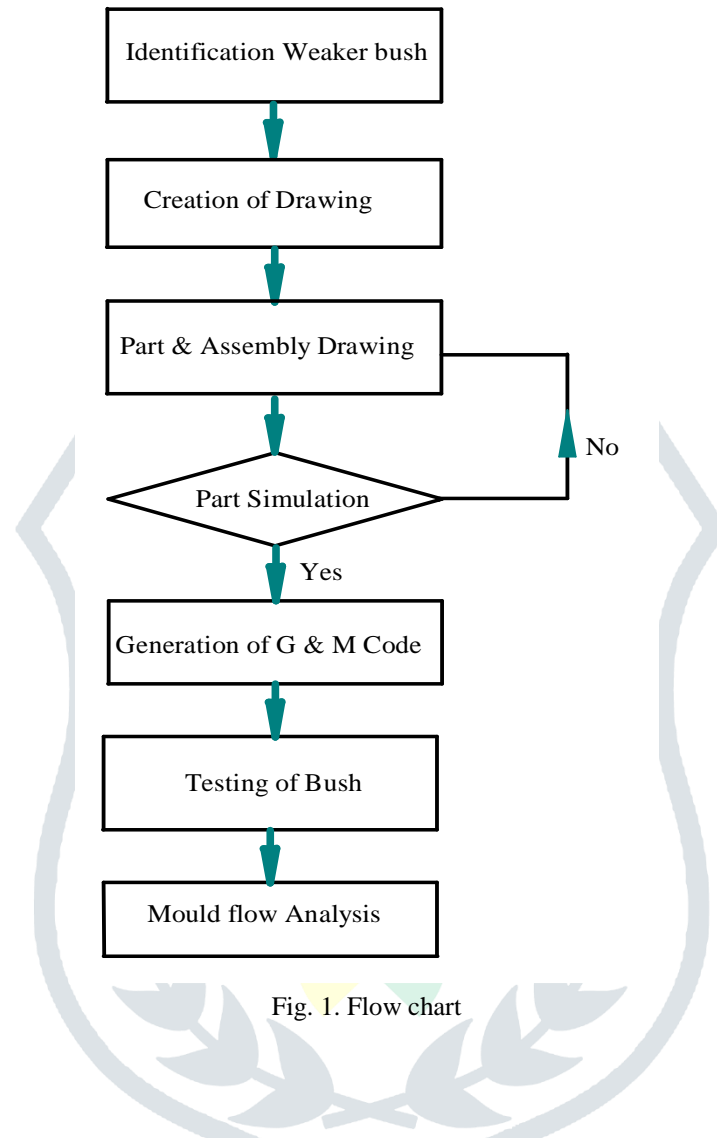 Identification Weaker bush
Creation of Drawing
Part & Assembly Drawing
No
Part Simulation
Yes
Generation of G & M Code
Testing of Bush
Mould flow Analysis
Fig. 1. Flow chart